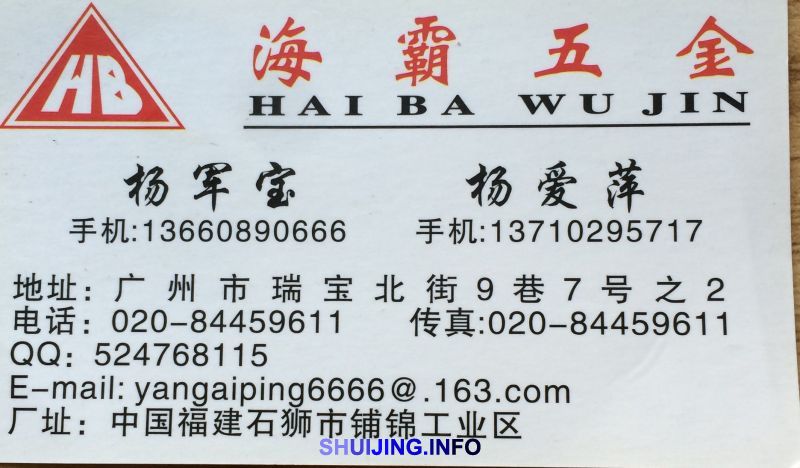 HB
海霸五金
HAI BA WU JIN
杨军宝 杨爱萍
手机:13660890666 手机:13710295717
地址：广州市瑞宝北街9巷7号之2
电话：020-84459611 传真:020-84459611
QQ：524768115
E-mail: yangaiping6666@.163.com
厂址：中国福建石狮市铺锦工业区
SHUIJING.INFO